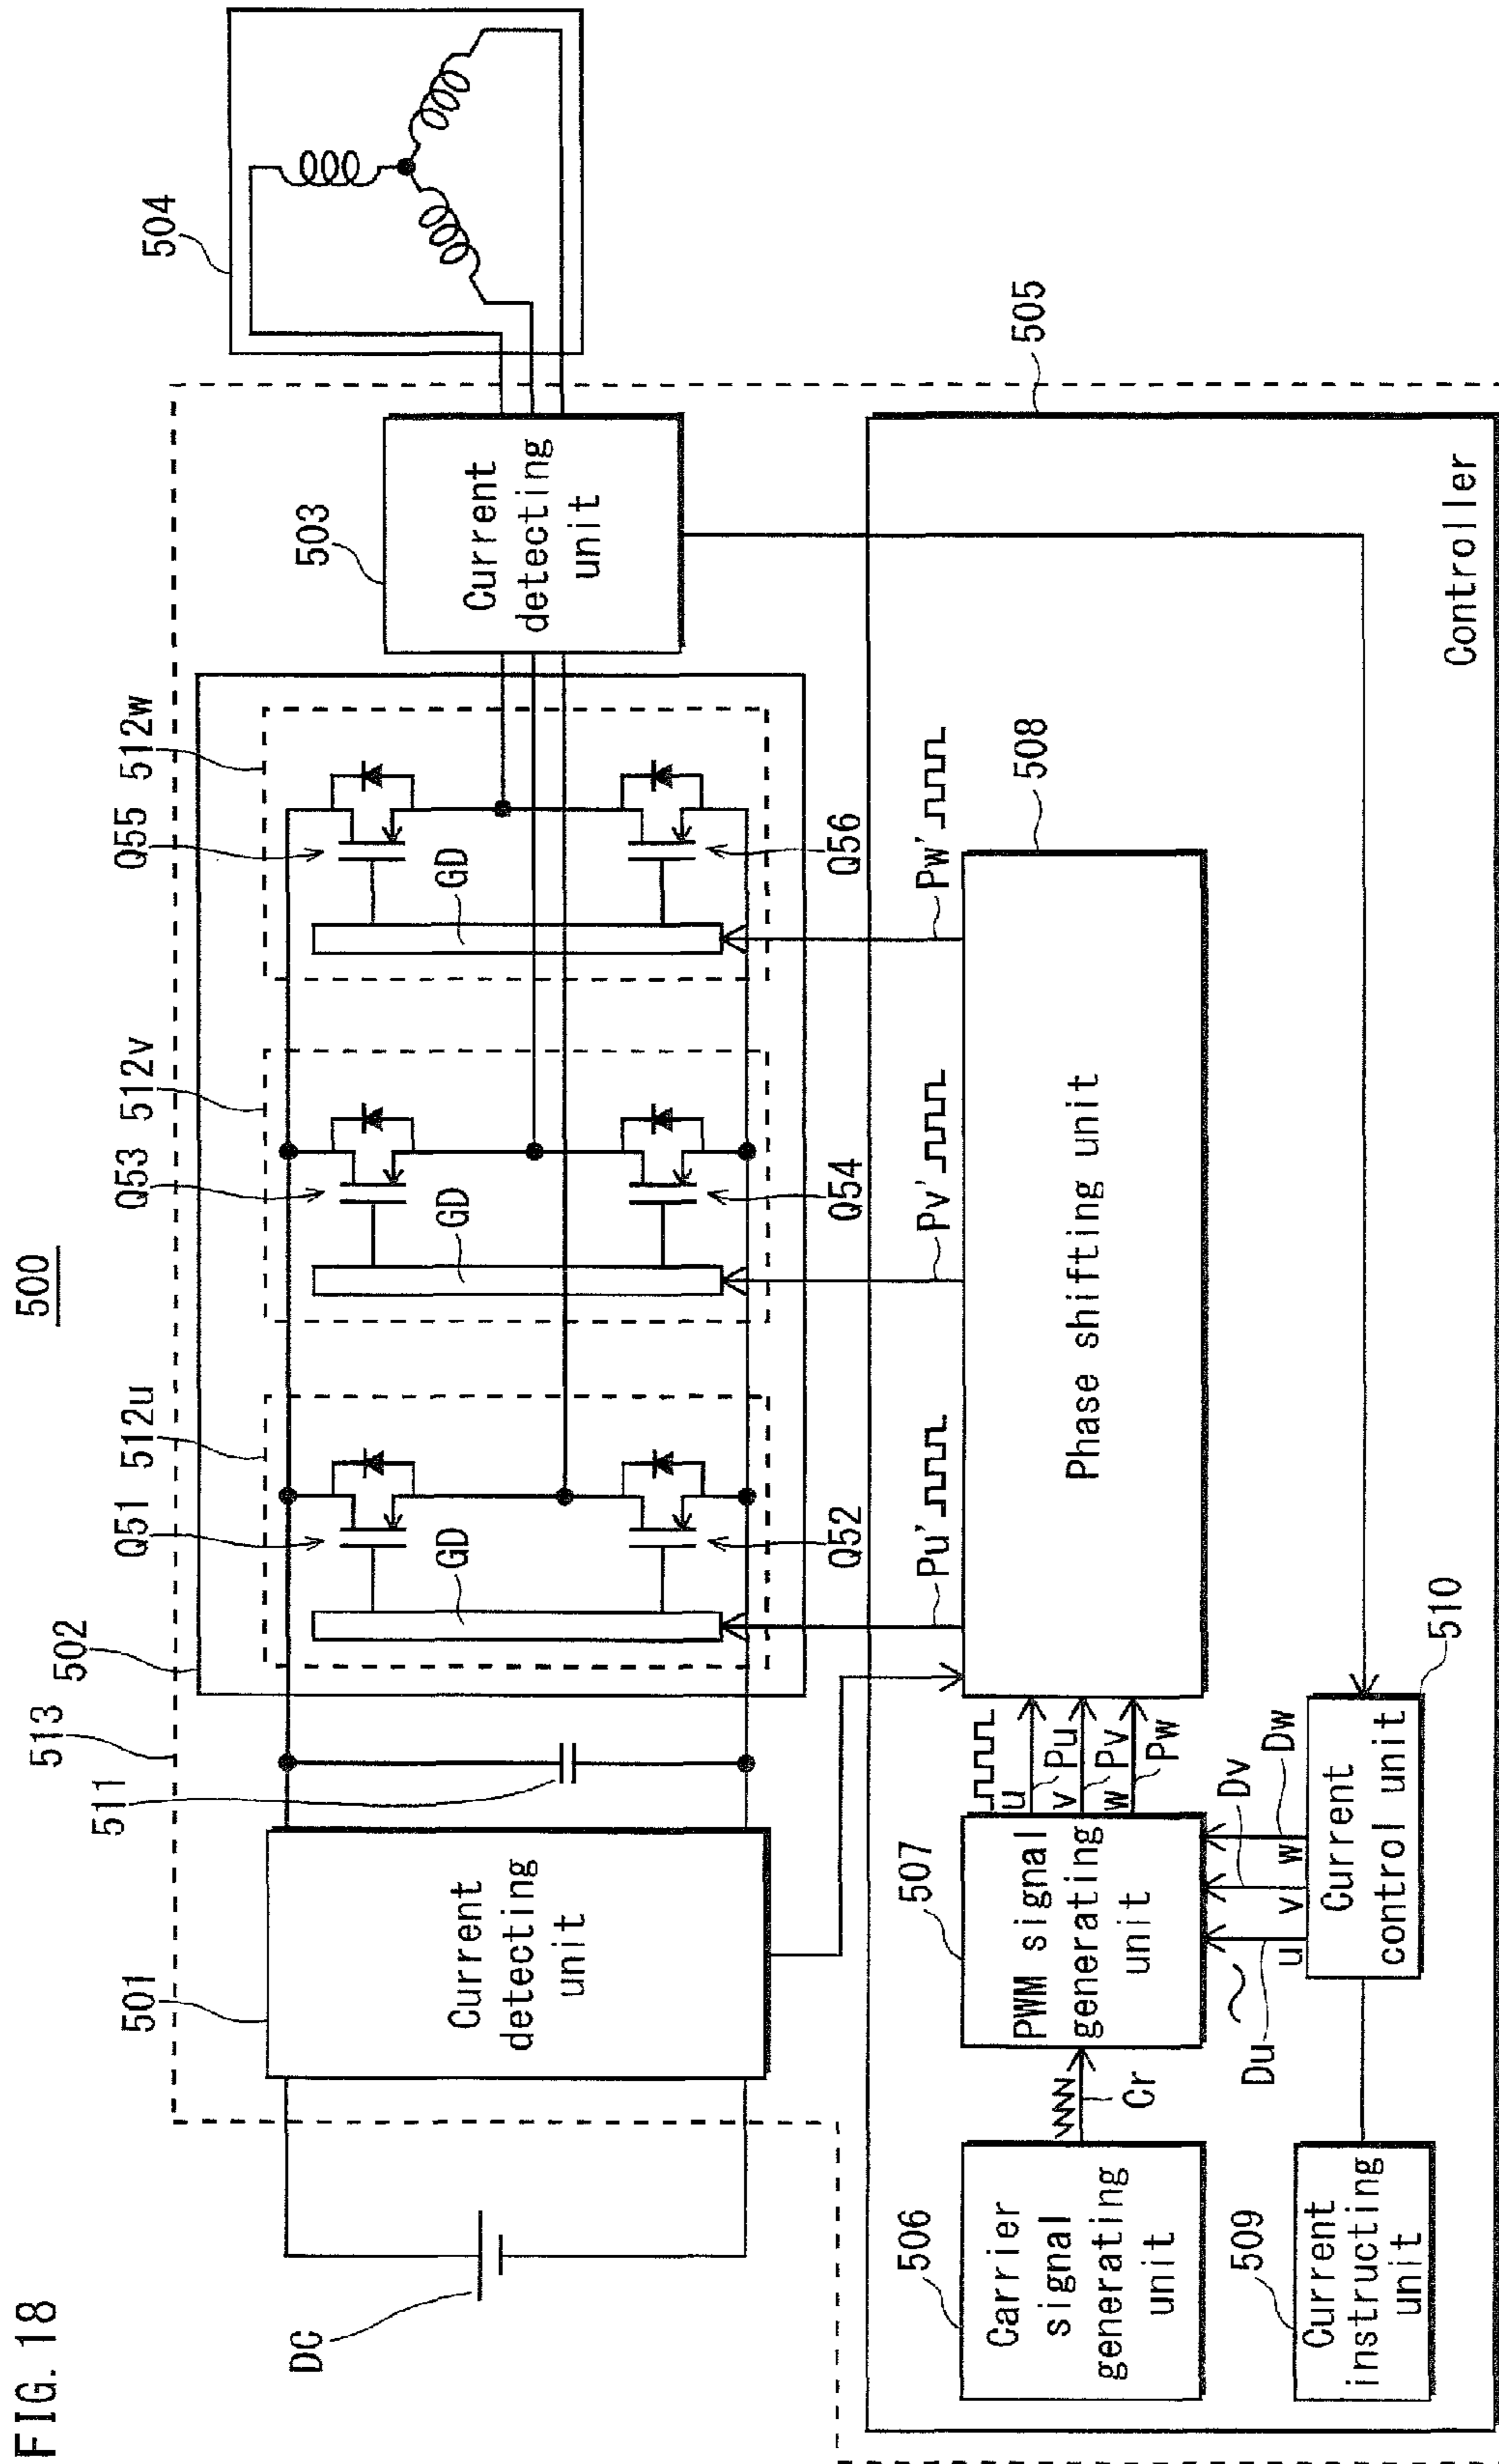 FIG. 18
500
DC
501
Current
detecting
unit
511
513
502
Q51
512u
GD
Q52
Q53
512v
GD
Q54
Q55
512w
GD
Q56
503
Current
detecting
unit
504
505
Pu'
Pv'
Pw'
508
Phase shifting unit
506
Carrier
signal
generating
unit
Cr
507
PWM signal
generating
unit
u
Pu
v
Pv
w
Pw
Du
u
Dv
v
Dw
w
509
Current
instructing
unit
510
Current
control unit
Controller